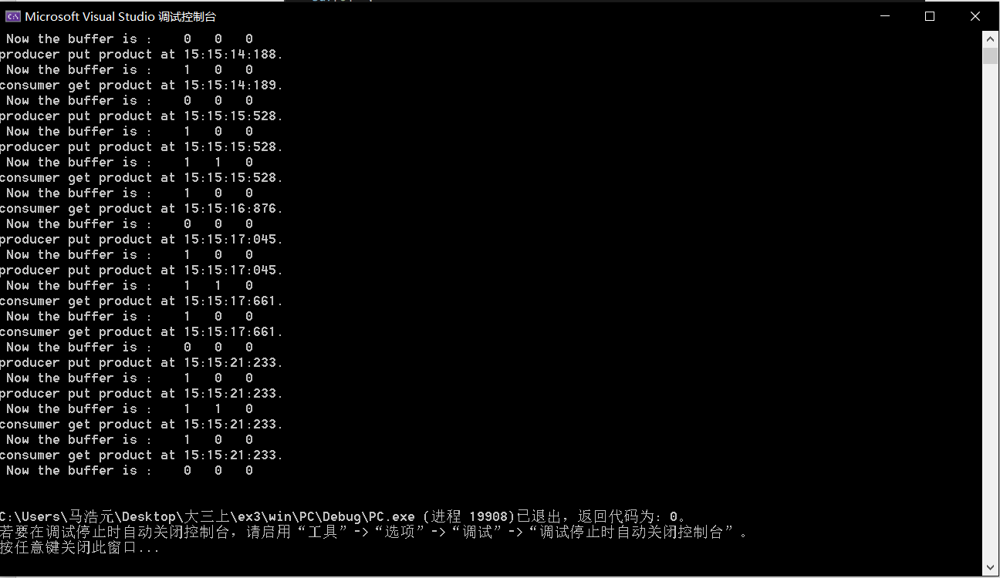 Microsoft Visual Studio 调试控制台
Now the buffer is :    0   0   0
producer put product at 15:15:14:188.
Now the buffer is :    1   0   0
consumer get product at 15:15:14:189.
Now the buffer is :    0   0   0
producer put product at 15:15:15:528.
Now the buffer is :    1   0   0
producer put product at 15:15:15:528.
Now the buffer is :    1   1   0
consumer get product at 15:15:15:528.
Now the buffer is :    1   0   0
consumer get product at 15:15:16:876.
Now the buffer is :    0   0   0
producer put product at 15:15:17:045.
Now the buffer is :    1   0   0
producer put product at 15:15:17:045.
Now the buffer is :    1   1   0
consumer get product at 15:15:17:661.
Now the buffer is :    1   0   0
consumer get product at 15:15:17:661.
Now the buffer is :    0   0   0
producer put product at 15:15:21:233.
Now the buffer is :    1   0   0
producer put product at 15:15:21:233.
Now the buffer is :    1   1   0
consumer get product at 15:15:21:233.
Now the buffer is :    1   0   0
consumer get product at 15:15:21:233.
Now the buffer is :    0   0   0
C:\Users\马浩元\Desktop\大三上\ex3\win\PC\Debug\PC.exe (进程 19908)已退出，返回代码为: 0。
若要在调试停止时自动关闭控制台，请启用“工具”->“选项”->“调试”->“调试停止时自动关闭控制台”。
按任意键关闭此窗口...